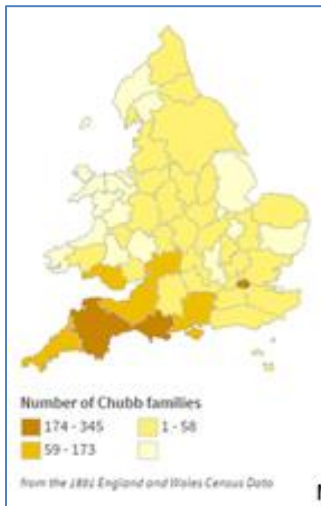 Number of Chubb families
174 - 345
1 - 58
59 - 173
from the 1881 England and Wales Census Data